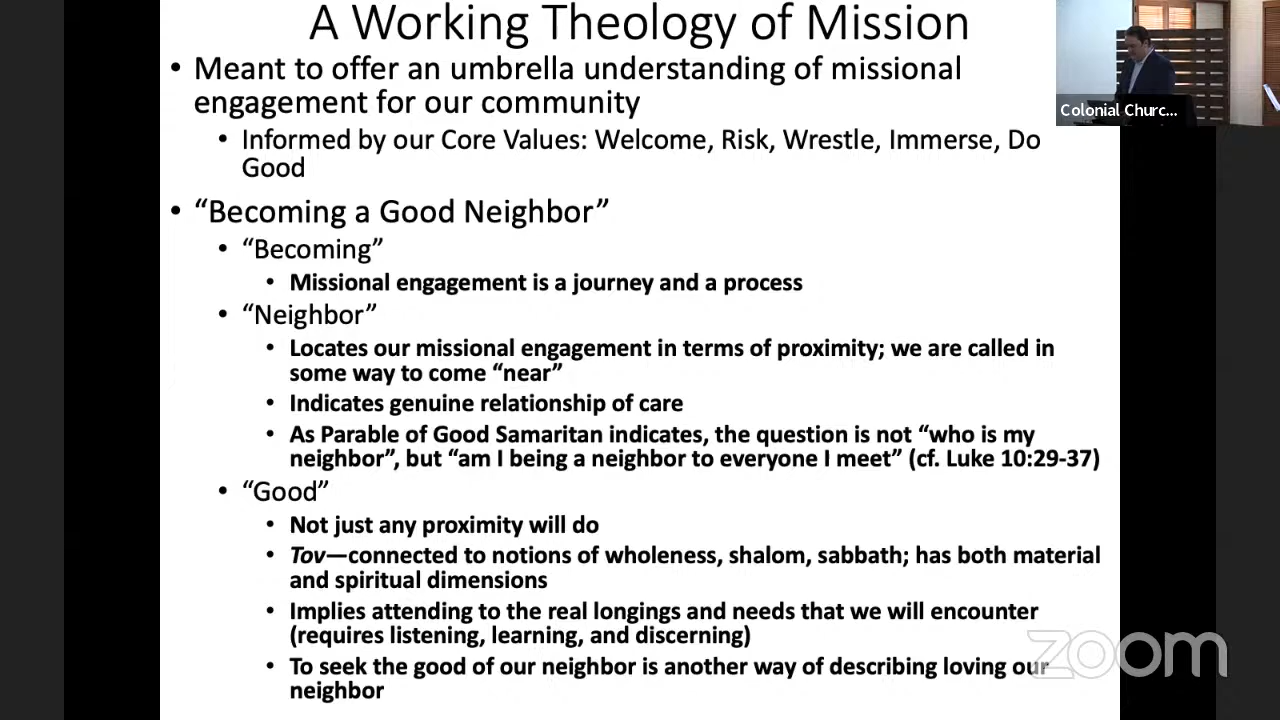 A Working Theology of Mission
• Meant to offer an umbrella understanding of missional
engagement for our community
• Informed by our Core Values: Welcome, Risk, Wrestle, Immerse, Do
Good
• “Becoming a Good Neighbor”
• “Becoming”
• Missional engagement is a journey and a process
• “Neighbor”
• Locates our missional engagement in terms of proximity; we are called in
some way to come “near”
• Indicates genuine relationship of care
• As Parable of Good Samaritan indicates, the question is not “who is my
neighbor”, but “am I being a neighbor to everyone I meet” (cf. Luke 10:29-37)
• “Good”
• Not just any proximity will do
• Tov—connected to notions of wholeness, shalom, sabbath; has both material
and spiritual dimensions
• Implies attending to the real longings and needs that we will encounter
(requires listening, learning, and discerning)
• To seek the good of our neighbor is another way of describing loving our
neighbor
Colonial Churc...
zoom